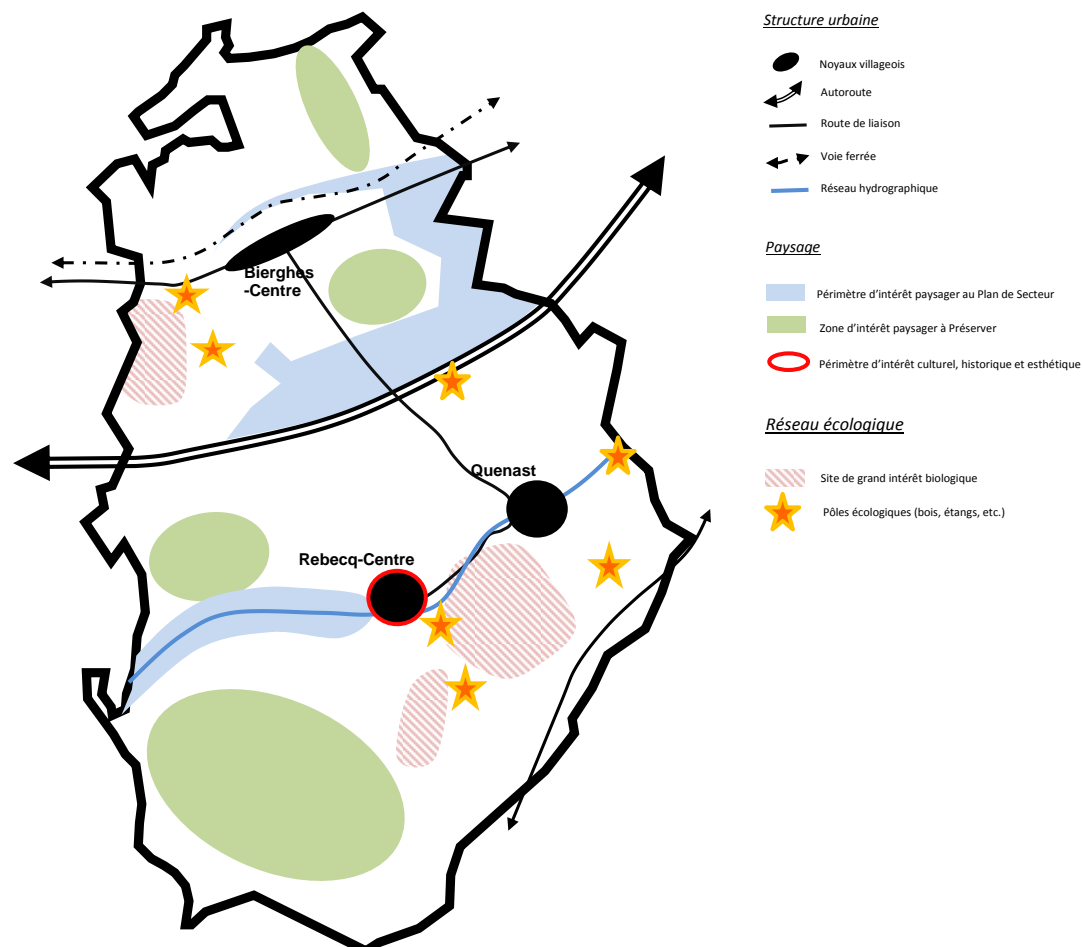 Structure urbaine
Noyaux villageois
Autoroute
Route de liaison
Voie ferrée
Réseau hydrographique
Paysage
Périmètre d'intérêt paysager au Plan de Secteur
Zone d'intérêt paysager à Préserver
Périmètre d'intérêt culturel, historique et esthétique
Réseau écologique
Site de grand intérêt biologique
Pôles écologiques (bois, étangs, etc.)
Bierghes
-Centre
Quenast
Rebecq-Centre